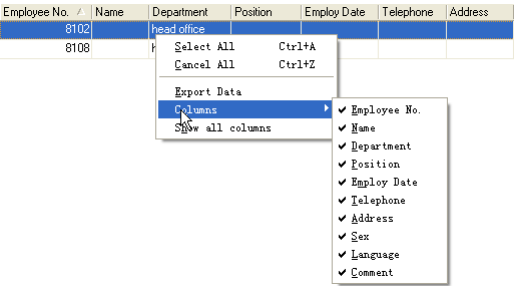 Employee No. Name Department Position Employ Date Telephone Address
8102 head office
8108 h
Select All Ctrl+A
Cancel All Ctrl+Z
Export Data
Columns
Show all columns
Employee No.
Name
Department
Position
Employ Date
Telephone
Address
Sex
Language
Comment